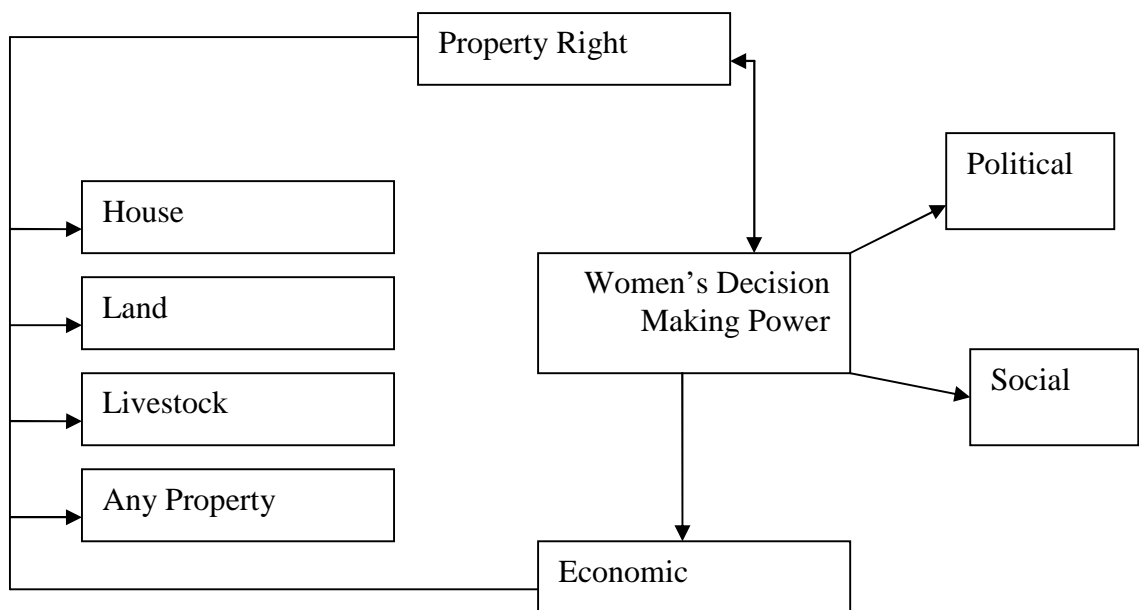 Property Right
Political
House
Women’s Decision
Making Power
Land
Social
Livestock
Any Property
Economic